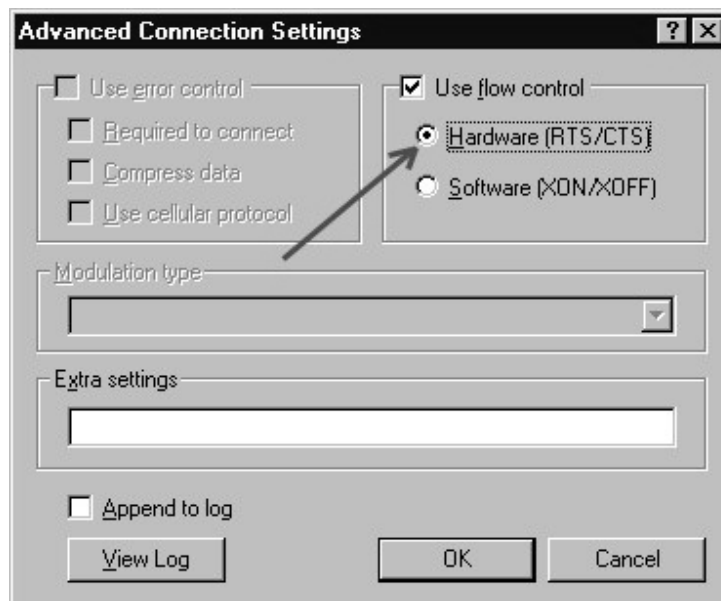 Advanced Connection Settings
Use error control
Required to connect
Compress data
Use cellular protocol
Use flow control
Hardware (RTS/CTS)
Software (XON/XOFF)
Modulation type
Extra settings
Append to log
View Log
OK
Cancel